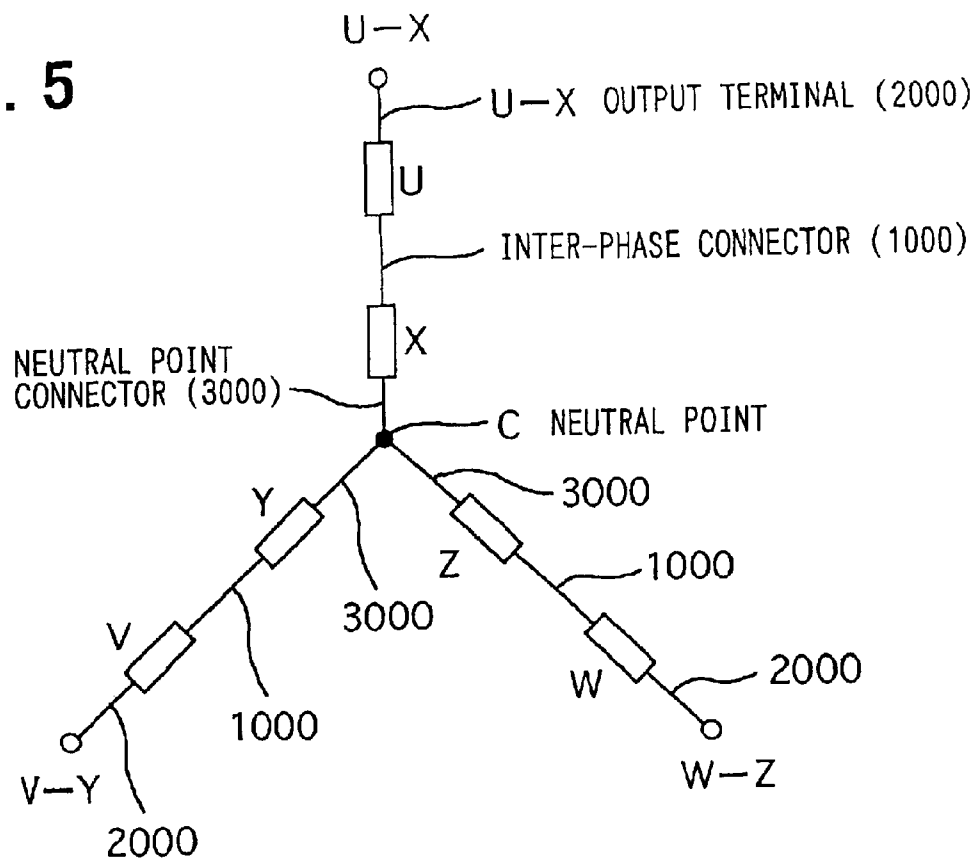 U－X
. 5
U－X OUTPUT TERMINAL (2000)
U
INTER-PHASE CONNECTOR (1000)
X
NEUTRAL POINT
CONNECTOR (3000)
C NEUTRAL POINT
3000
Y
Z
1000
3000
V
W
2000
1000
V－Y
W－Z
2000